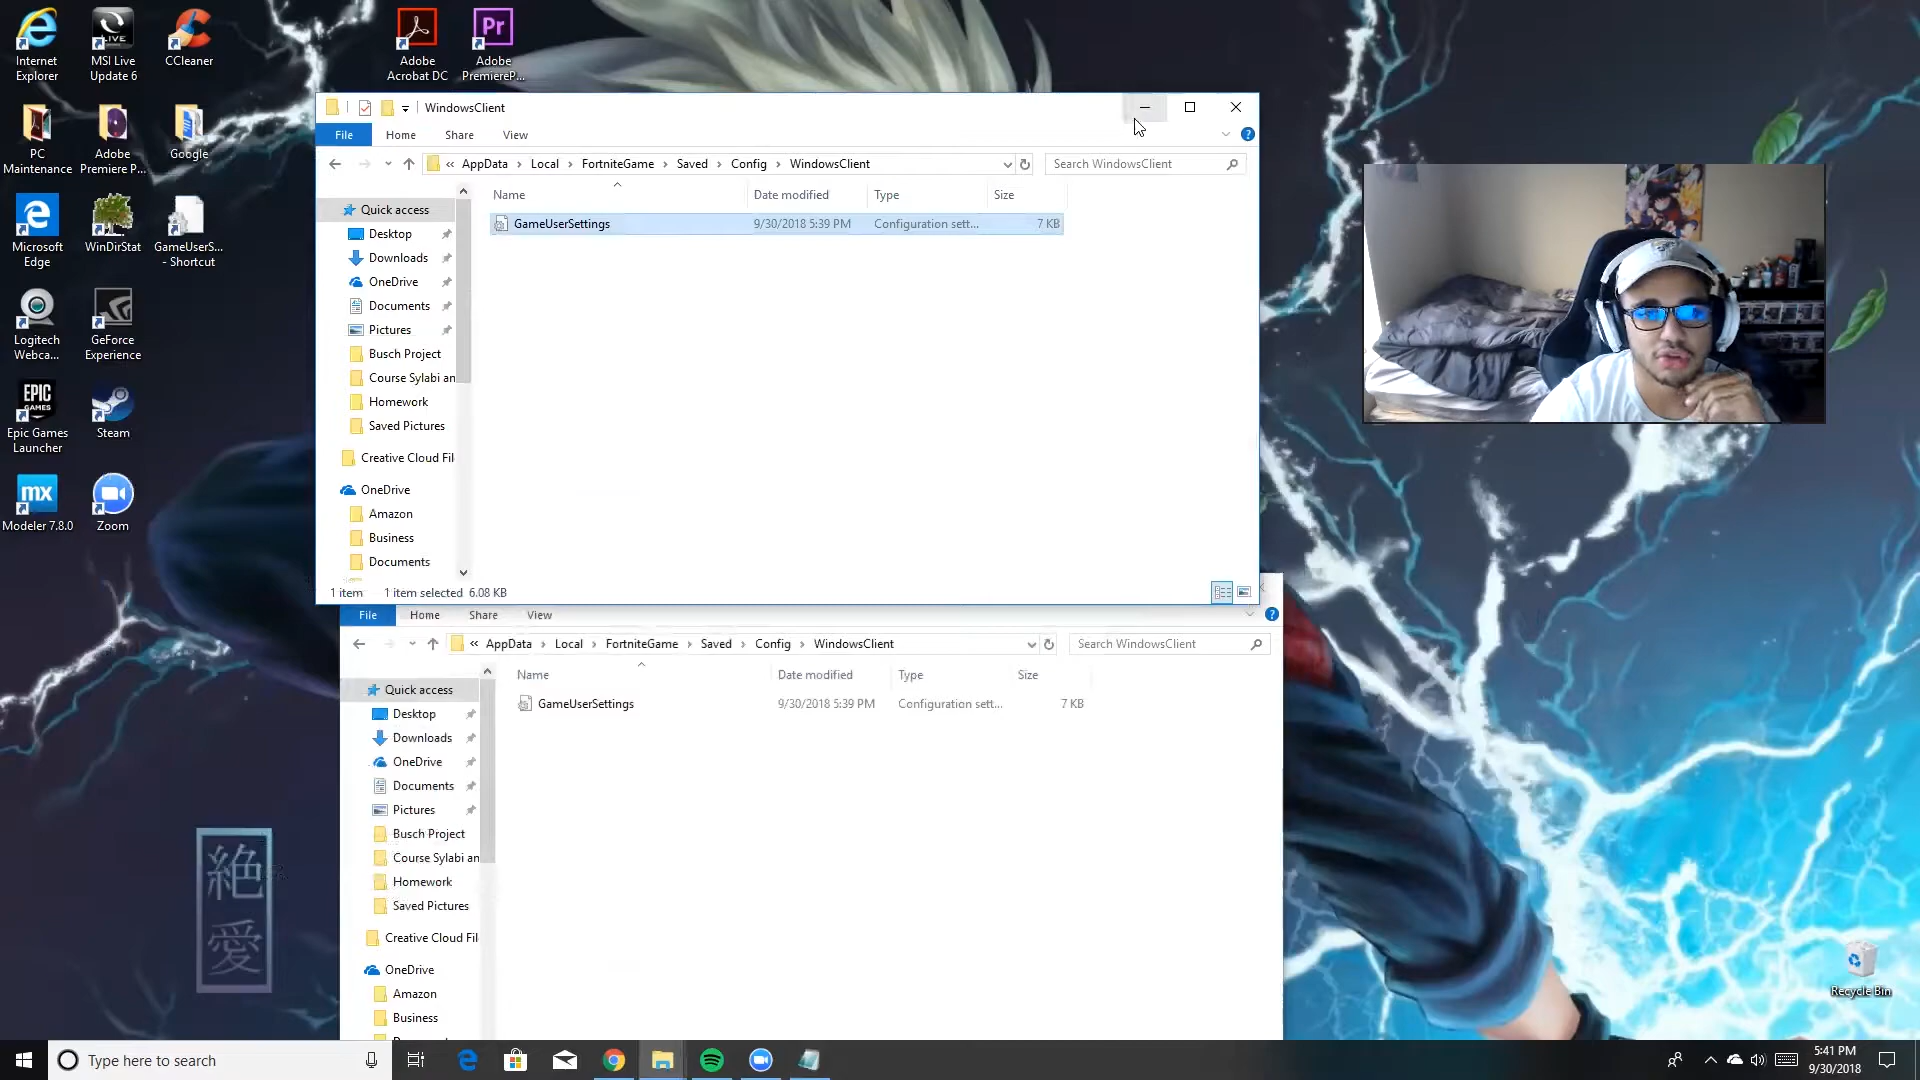 Internet
Explorer
MSI Live
Update 6
CCleaner
Adobe
Acrobat DC
Adobe
PremiereP...
PC
Maintenance
Adobe
Premiere P...
Google
Microsoft
Edge
WinDirStat
GameUserS...
- Shortcut
Logitech
Webca...
GeForce
Experience
Epic Games
Launcher
Steam
Modeler 7.8.0
Zoom
LIVE
Pr
EPIC
GAMES
mx
WindowsClient
File Home Share View
« AppData › Local › FortniteGame › Saved › Config › WindowsClient
Search WindowsClient
Name Date modified Type Size
GameUserSettings 9/30/2018 5:39 PM Configuration sett... 7 KB
Quick access
Desktop
Downloads
OneDrive
Documents
Pictures
Busch Project
Course Sylabi an
Homework
Saved Pictures
Creative Cloud Fil
OneDrive
Amazon
Business
Documents
1 item 1 item selected 6.08 KB
File Home Share View
« AppData › Local › FortniteGame › Saved › Config › WindowsClient
Search WindowsClient
Name Date modified Type Size
GameUserSettings 9/30/2018 5:39 PM Configuration sett... 7 KB
Quick access
Desktop
Downloads
OneDrive
Documents
Pictures
Busch Project
Course Sylabi an
Homework
Saved Pictures
Creative Cloud Fil
OneDrive
Amazon
Business
絶
愛
Recycle Bin
Type here to search
5:41 PM
9/30/2018